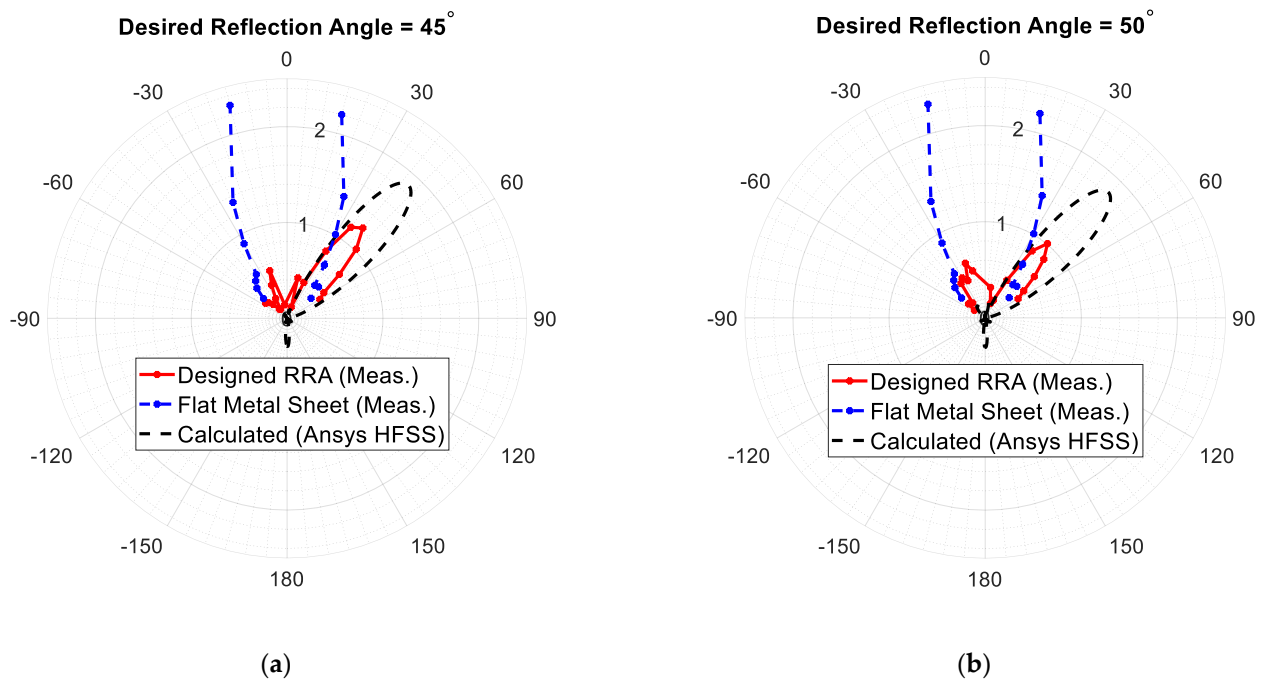 Desired Reflection Angle = 45°
0
-30
30
2
-60
60
1
-90
90
Designed RRA (Meas.)
Flat Metal Sheet (Meas.)
Calculated (Ansys HFSS)
-120
120
-150
150
180
(a)
Desired Reflection Angle = 50°
0
-30
30
2
-60
60
1
-90
90
Designed RRA (Meas.)
Flat Metal Sheet (Meas.)
Calculated (Ansys HFSS)
-120
120
-150
150
180
(b)